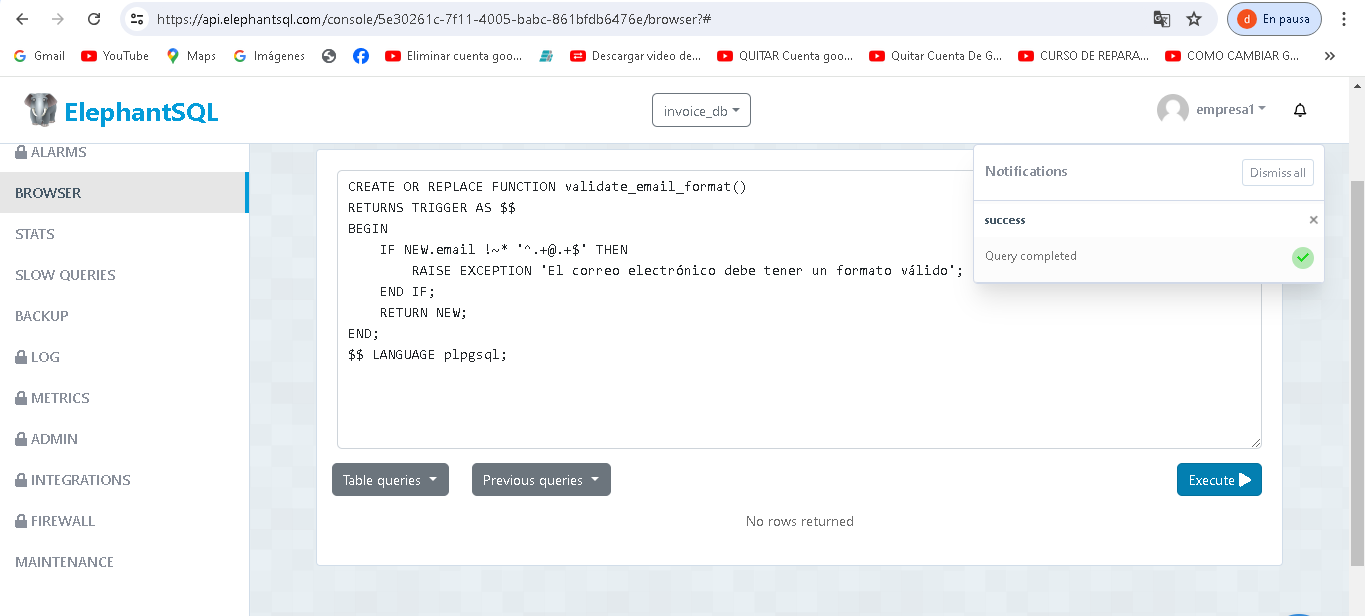 https://api.elephantsql.com/console/5e30261c-7f11-4005-babc-861bfdb6476e/browser?#
d En pausa
Gmail YouTube Maps Imágenes Eliminar cuenta goo... Descargar video de... QUITAR Cuenta goo... Quitar Cuenta De G... CURSO DE REPARA... COMO CAMBIAR G... »
ElephantSQL
invoice_db
empresa1
ALARMS
BROWSER
STATS
SLOW QUERIES
BACKUP
LOG
METRICS
ADMIN
INTEGRATIONS
FIREWALL
MAINTENANCE
CREATE OR REPLACE FUNCTION validate_email_format()
RETURNS TRIGGER AS $$
BEGIN
    IF NEW.email !~* '^.+@.+$' THEN
        RAISE EXCEPTION 'El correo electrónico debe tener un formato válido';
    END IF;
    RETURN NEW;
END;
$$ LANGUAGE plpgsql;
Notifications
Dismiss all
success
×
Query completed
Table queries
Previous queries
Execute
No rows returned